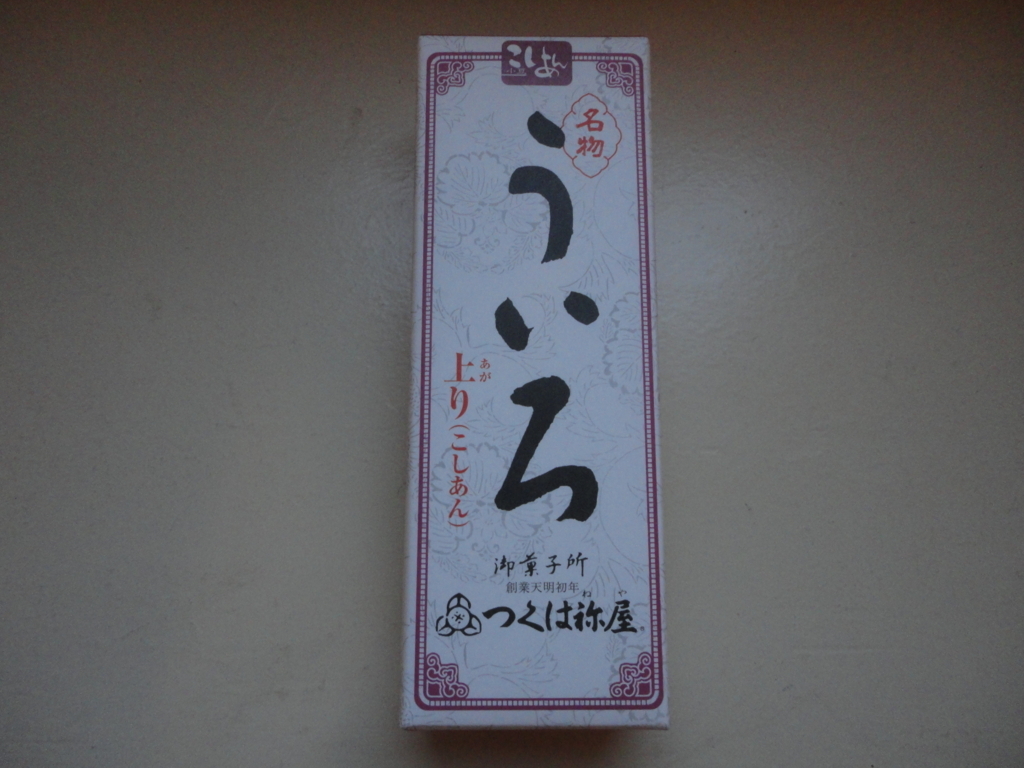 こしあん
名物
ういろ
上り(こしあん)
あが
御菓子所
創業天明初年
つくは祢屋
ねや